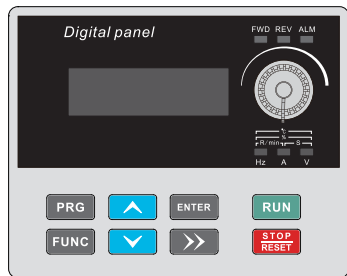 Digital panel
FWD REV ALM
℃
%
R/min S
Hz A V
PRG ENTER RUN
FUNC STOP
RESET